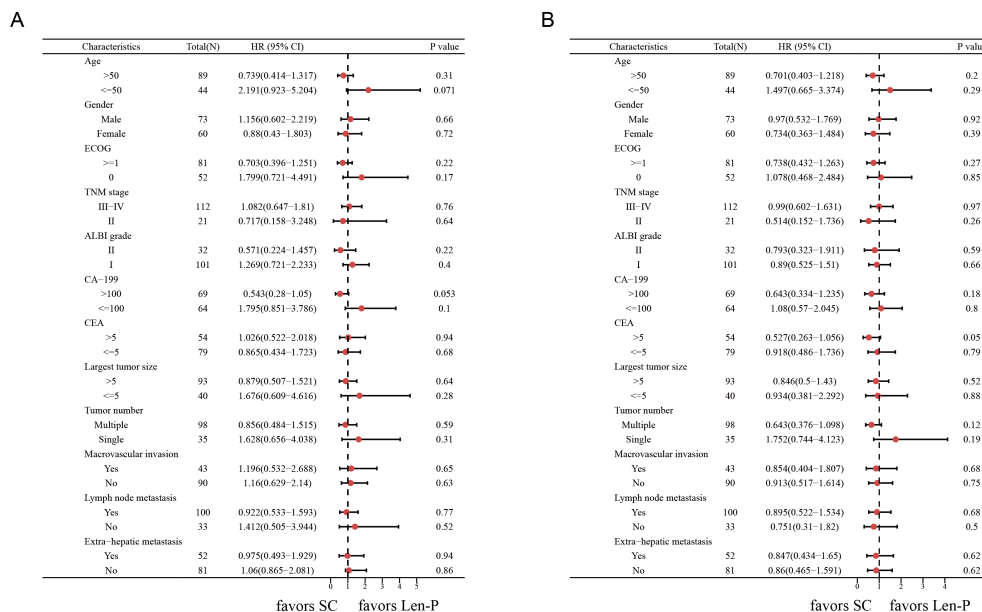 A
Characteristics Total(N) HR (95% CI) P value
Age
>50 89 0.739(0.414−1.317) 0.31
<=50 44 2.191(0.923−5.204) 0.071
Gender
Male 73 1.156(0.602−2.219) 0.66
Female 60 0.88(0.43−1.803) 0.72
ECOG
>=1 81 0.703(0.396−1.251) 0.22
0 52 1.799(0.721−4.491) 0.17
TNM stage
III−IV 112 1.082(0.647−1.81) 0.76
II 21 0.717(0.158−3.248) 0.64
ALBI grade
II 32 0.571(0.224−1.457) 0.22
I 101 1.269(0.721−2.233) 0.4
CA−199
>100 69 0.543(0.28−1.05) 0.053
<=100 64 1.795(0.851−3.786) 0.1
CEA
>5 54 1.026(0.522−2.018) 0.94
<=5 79 0.865(0.434−1.723) 0.68
Largest tumor size
>5 93 0.879(0.507−1.521) 0.64
<=5 40 1.676(0.609−4.616) 0.28
Tumor number
Multiple 98 0.856(0.484−1.515) 0.59
Single 35 1.628(0.656−4.038) 0.31
Macrovascular invasion
Yes 43 1.196(0.532−2.688) 0.65
No 90 1.16(0.629−2.14) 0.63
Lymph node metastasis
Yes 100 0.922(0.533−1.593) 0.77
No 33 1.412(0.505−3.944) 0.52
Extra−hepatic metastasis
Yes 52 0.975(0.493−1.929) 0.94
No 81 1.06(0.865−2.081) 0.86
0 1 2 3 4 5
favors SC favors Len-P
B
Characteristics Total(N) HR (95% CI) P value
Age
>50 89 0.701(0.403−1.218) 0.2
<=50 44 1.497(0.665−3.374) 0.29
Gender
Male 73 0.97(0.532−1.769) 0.92
Female 60 0.734(0.363−1.484) 0.39
ECOG
>=1 81 0.738(0.432−1.263) 0.27
0 52 1.078(0.468−2.484) 0.85
TNM stage
III−IV 112 0.99(0.602−1.631) 0.97
II 21 0.514(0.152−1.736) 0.26
ALBI grade
II 32 0.793(0.323−1.911) 0.59
I 101 0.89(0.525−1.51) 0.66
CA−199
>100 69 0.643(0.334−1.235) 0.18
<=100 64 1.08(0.57−2.045) 0.8
CEA
>5 54 0.527(0.263−1.056) 0.05
<=5 79 0.918(0.486−1.736) 0.79
Largest tumor size
>5 93 0.846(0.5−1.43) 0.52
<=5 40 0.934(0.381−2.292) 0.88
Tumor number
Multiple 98 0.643(0.376−1.098) 0.12
Single 35 1.752(0.744−4.123) 0.19
Macrovascular invasion
Yes 43 0.854(0.404−1.807) 0.68
No 90 0.913(0.517−1.614) 0.75
Lymph node metastasis
Yes 100 0.895(0.522−1.534) 0.68
No 33 0.751(0.31−1.82) 0.5
Extra−hepatic metastasis
Yes 52 0.847(0.434−1.65) 0.62
No 81 0.86(0.465−1.591) 0.62
0 1 2 3 4
favors SC favors Len-P